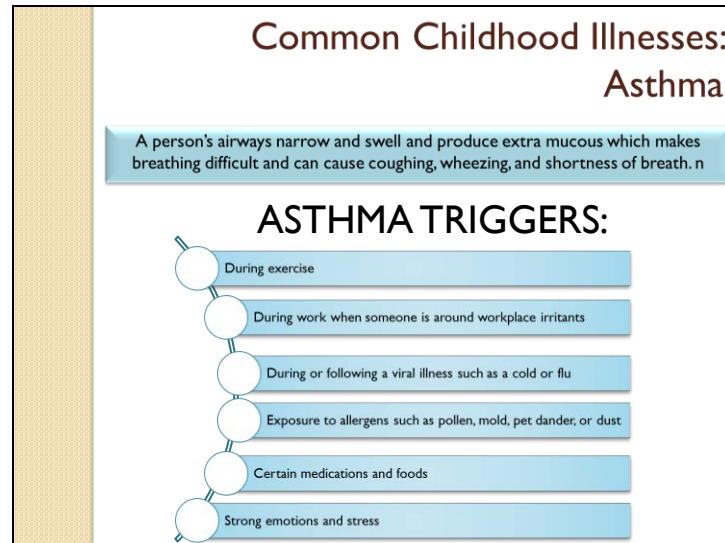 Common Childhood Illnesses:
Asthma
A person's airways narrow and swell and produce extra mucous which makes
breathing difficult and can cause coughing, wheezing, and shortness of breath. n
ASTHMA TRIGGERS:
During exercise
During work when someone is around workplace irritants
During or following a viral illness such as a cold or flu
Exposure to allergens such as pollen, mold, pet dander, or dust
Certain medications and foods
Strong emotions and stress